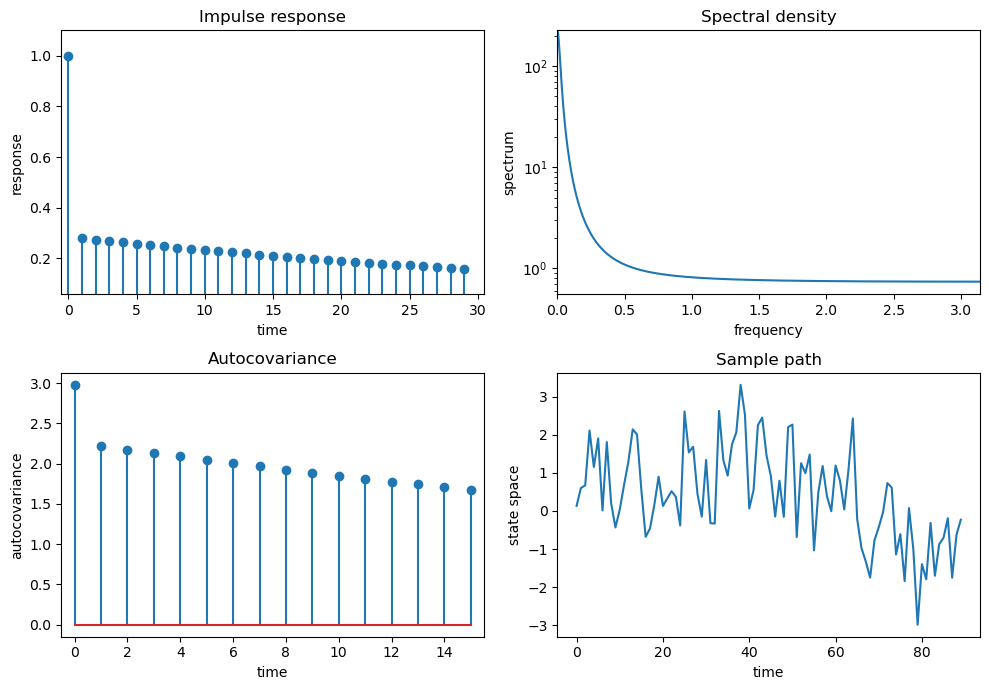 Impulse response
1.0
0.8
0.6
0.4
0.2
response
0 5 10 15 20 25 30
time
Spectral density
10²
10¹
10⁰
spectrum
0.0 0.5 1.0 1.5 2.0 2.5 3.0
frequency
Autocovariance
3.0
2.5
2.0
1.5
1.0
0.5
0.0
autocovariance
0 2 4 6 8 10 12 14
time
Sample path
3
2
1
0
−1
−2
−3
state space
0 20 40 60 80
time